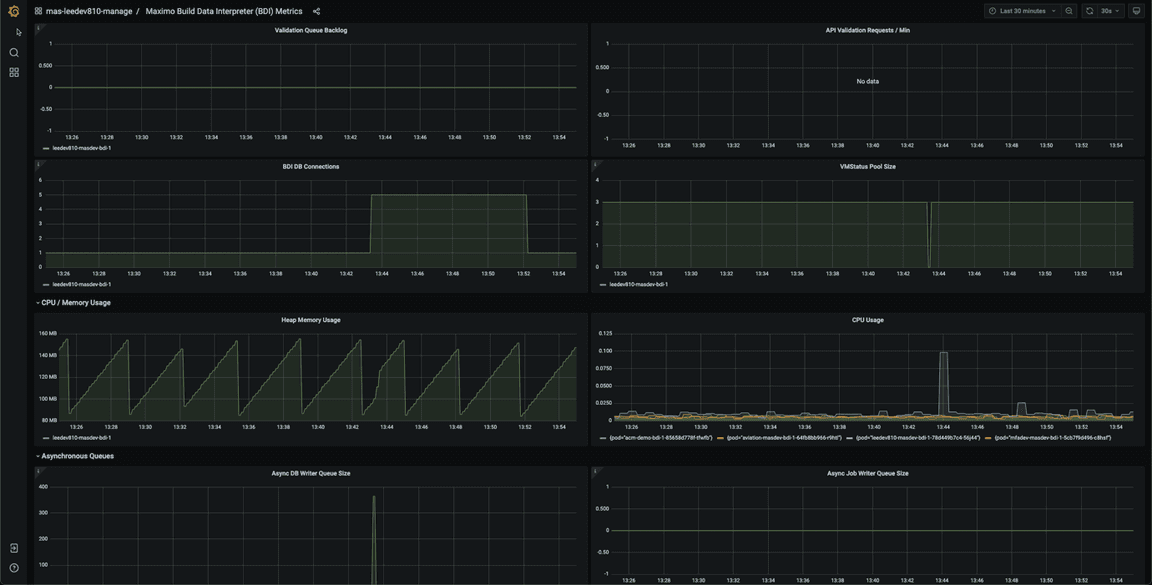 mas-leedev810-manage / Maximo Build Data Interpreter (BDI) Metrics
Last 30 minutes
30s
Validation Queue Backlog
1
0.500
0
-0.50
-1
13:26 13:28 13:30 13:32 13:34 13:36 13:38 13:40 13:42 13:44 13:46 13:48 13:50 13:52 13:54
leedev810-masdev-bdi-1
API Validation Requests / Min
1
0.500
0
-0.50
-1
No data
13:26 13:28 13:30 13:32 13:34 13:36 13:38 13:40 13:42 13:44 13:46 13:48 13:50 13:52 13:54
BDI DB Connections
6
5
4
3
2
1
0
13:26 13:28 13:30 13:32 13:34 13:36 13:38 13:40 13:42 13:44 13:46 13:48 13:50 13:52 13:54
leedev810-masdev-bdi-1
VMStatus Pool Size
4
3
2
1
0
13:26 13:28 13:30 13:32 13:34 13:36 13:38 13:40 13:42 13:44 13:46 13:48 13:50 13:52 13:54
leedev810-masdev-bdi-1
CPU / Memory Usage
Heap Memory Usage
160 MB
140 MB
120 MB
100 MB
80 MB
13:26 13:28 13:30 13:32 13:34 13:36 13:38 13:40 13:42 13:44 13:46 13:48 13:50 13:52 13:54
leedev810-masdev-bdi-1
CPU Usage
0.125
0.100
0.0750
0.0500
0.0250
0
13:26 13:28 13:30 13:32 13:34 13:36 13:38 13:40 13:42 13:44 13:46 13:48 13:50 13:52 13:54
{pod="acm-demo-bdi-1-85658d778f-tfwfb"} {pod="aviation-masdev-bdi-1-64fb8bb966-r9htl"} {pod="leedev810-masdev-bdi-1-78d449b7c4-56j44"} {pod="mfadev-masdev-bdi-1-5cb7f9d496-c8hsf"}
Asynchronous Queues
Async DB Writer Queue Size
400
300
200
100
Async Job Writer Queue Size
1
0.500
0
-0.50
-1
13:26 13:28 13:30 13:32 13:34 13:36 13:38 13:40 13:42 13:44 13:46 13:48 13:50 13:52 13:54